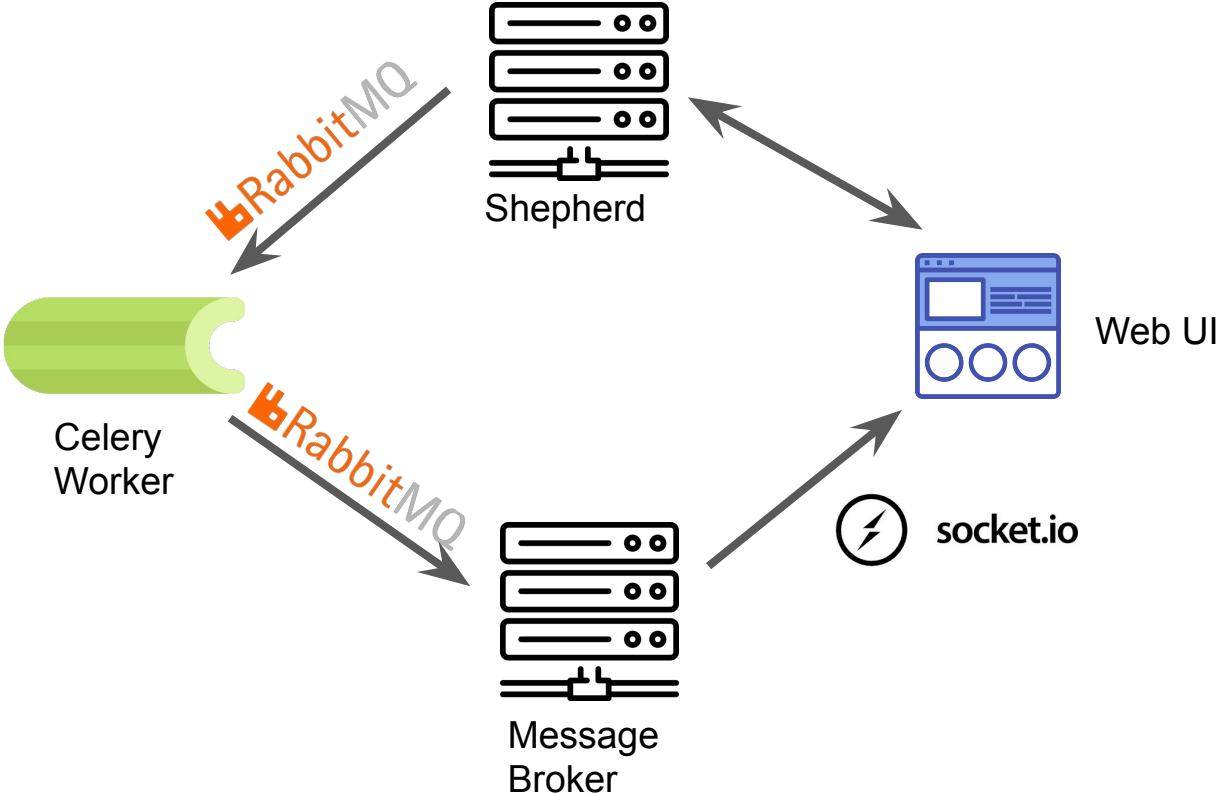 RabbitMQ
Shepherd
Web UI
Celery
Worker
RabbitMQ
socket.io
Message
Broker